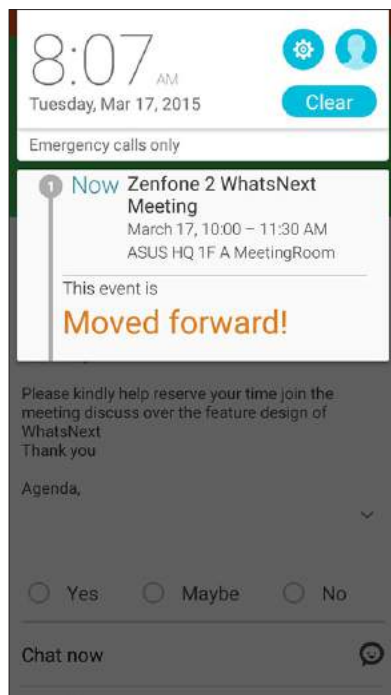 8:07 AM
Tuesday, Mar 17, 2015
Clear
Emergency calls only
1 Now Zenfone 2 WhatsNext
Meeting
March 17, 10:00 – 11:30 AM
ASUS HQ 1F A MeetingRoom
This event is
Moved forward!
Please kindly help reserve your time join the
meeting discuss over the feature design of
WhatsNext
Thank you
Agenda,
Yes Maybe No
Chat now